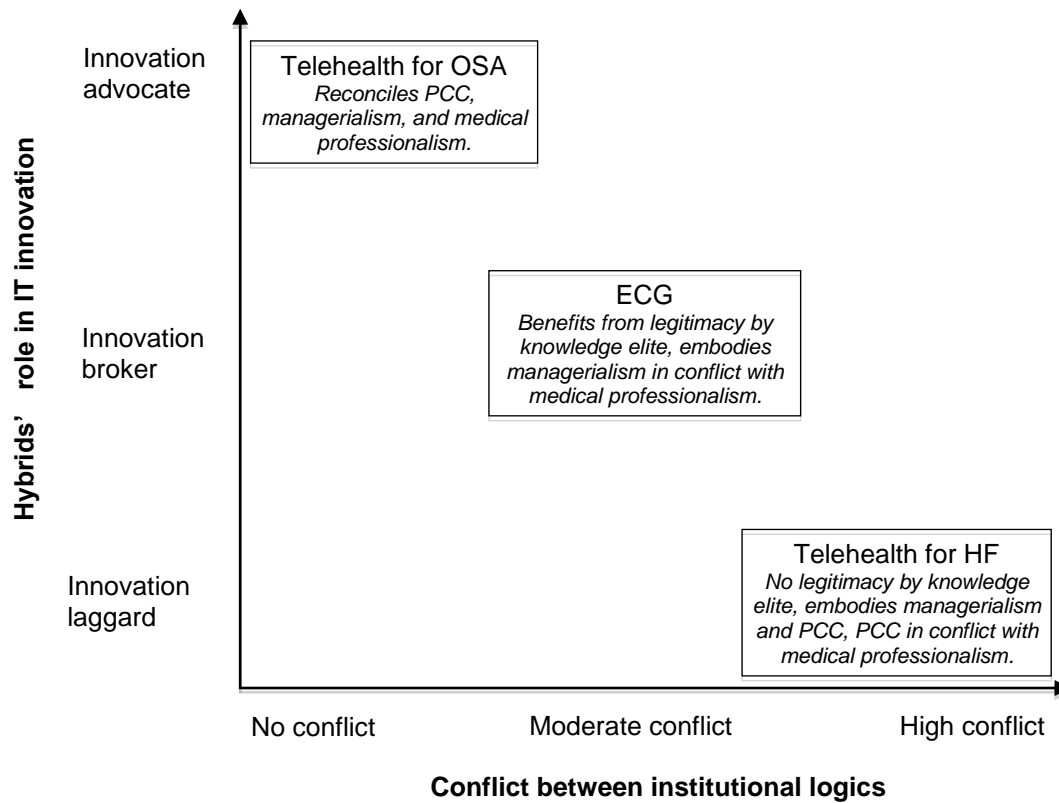 Innovation
advocate
Telehealth for OSA
Reconciles PCC,
managerialism, and medical
professionalism.
Hybrids’ role in IT innovation
Innovation
broker
ECG
Benefits from legitimacy by
knowledge elite, embodies
managerialism in conflict with
medical professionalism.
Innovation
laggard
Telehealth for HF
No legitimacy by knowledge
elite, embodies managerialism
and PCC, PCC in conflict with
medical professionalism.
No conflict
Moderate conflict
High conflict
Conflict between institutional logics